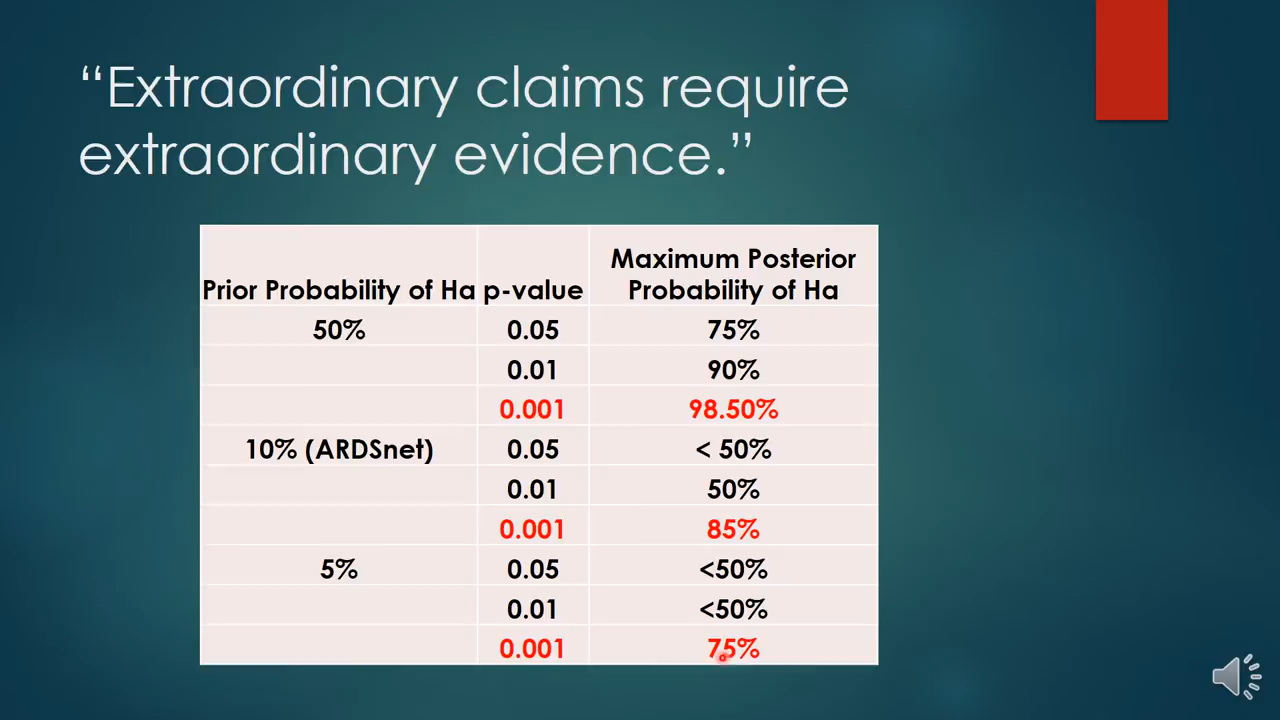 “Extraordinary claims require
extraordinary evidence.”
Prior Probability of Ha p-value Maximum Posterior Probability of Ha
50% 0.05 75%
0.01 90%
0.001 98.50%
10% (ARDSnet) 0.05 < 50%
0.01 50%
0.001 85%
5% 0.05 <50%
0.01 <50%
0.001 75%